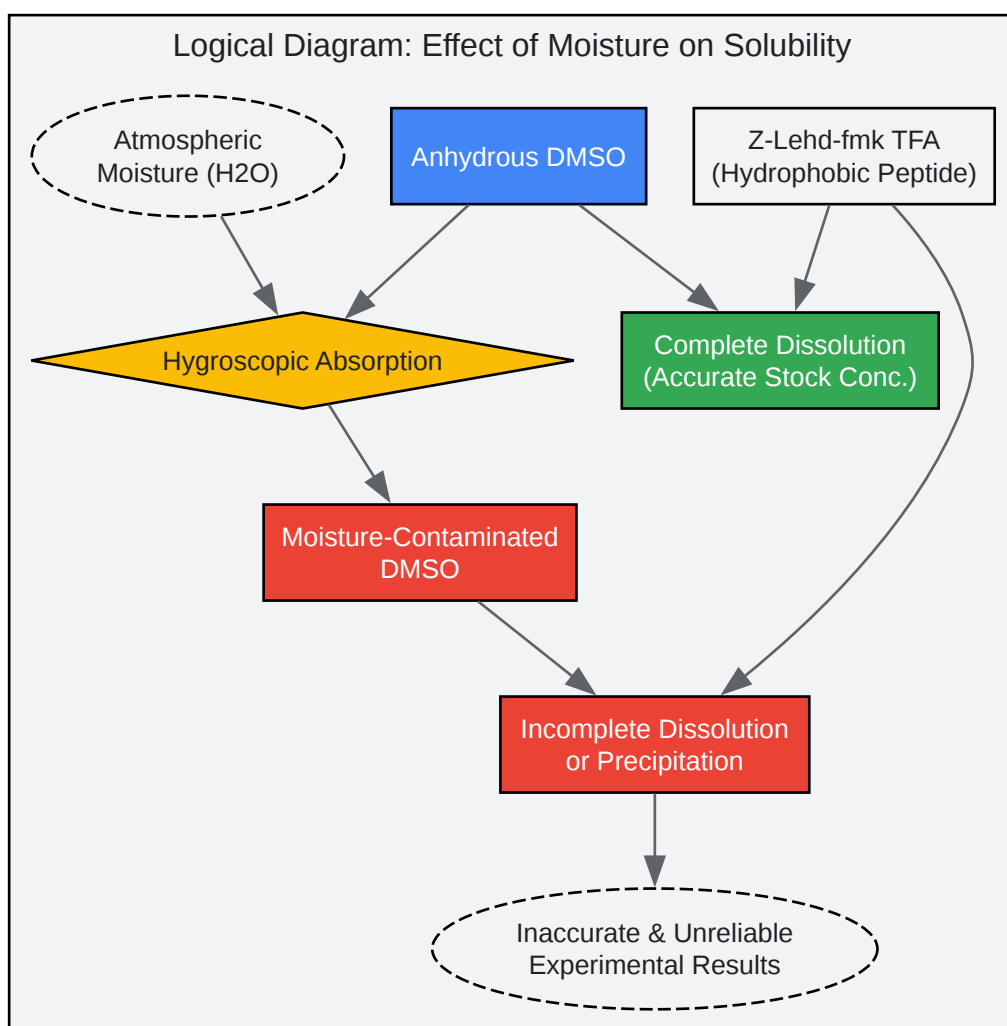 Logical Diagram: Effect of Moisture on Solubility
Atmospheric
Moisture (H2O)
Anhydrous DMSO
Z-Lehd-fmk TFA
(Hydrophobic Peptide)
Hygroscopic Absorption
Complete Dissolution
(Accurate Stock Conc.)
Moisture-Contaminated
DMSO
Incomplete Dissolution
or Precipitation
Inaccurate & Unreliable
Experimental Results